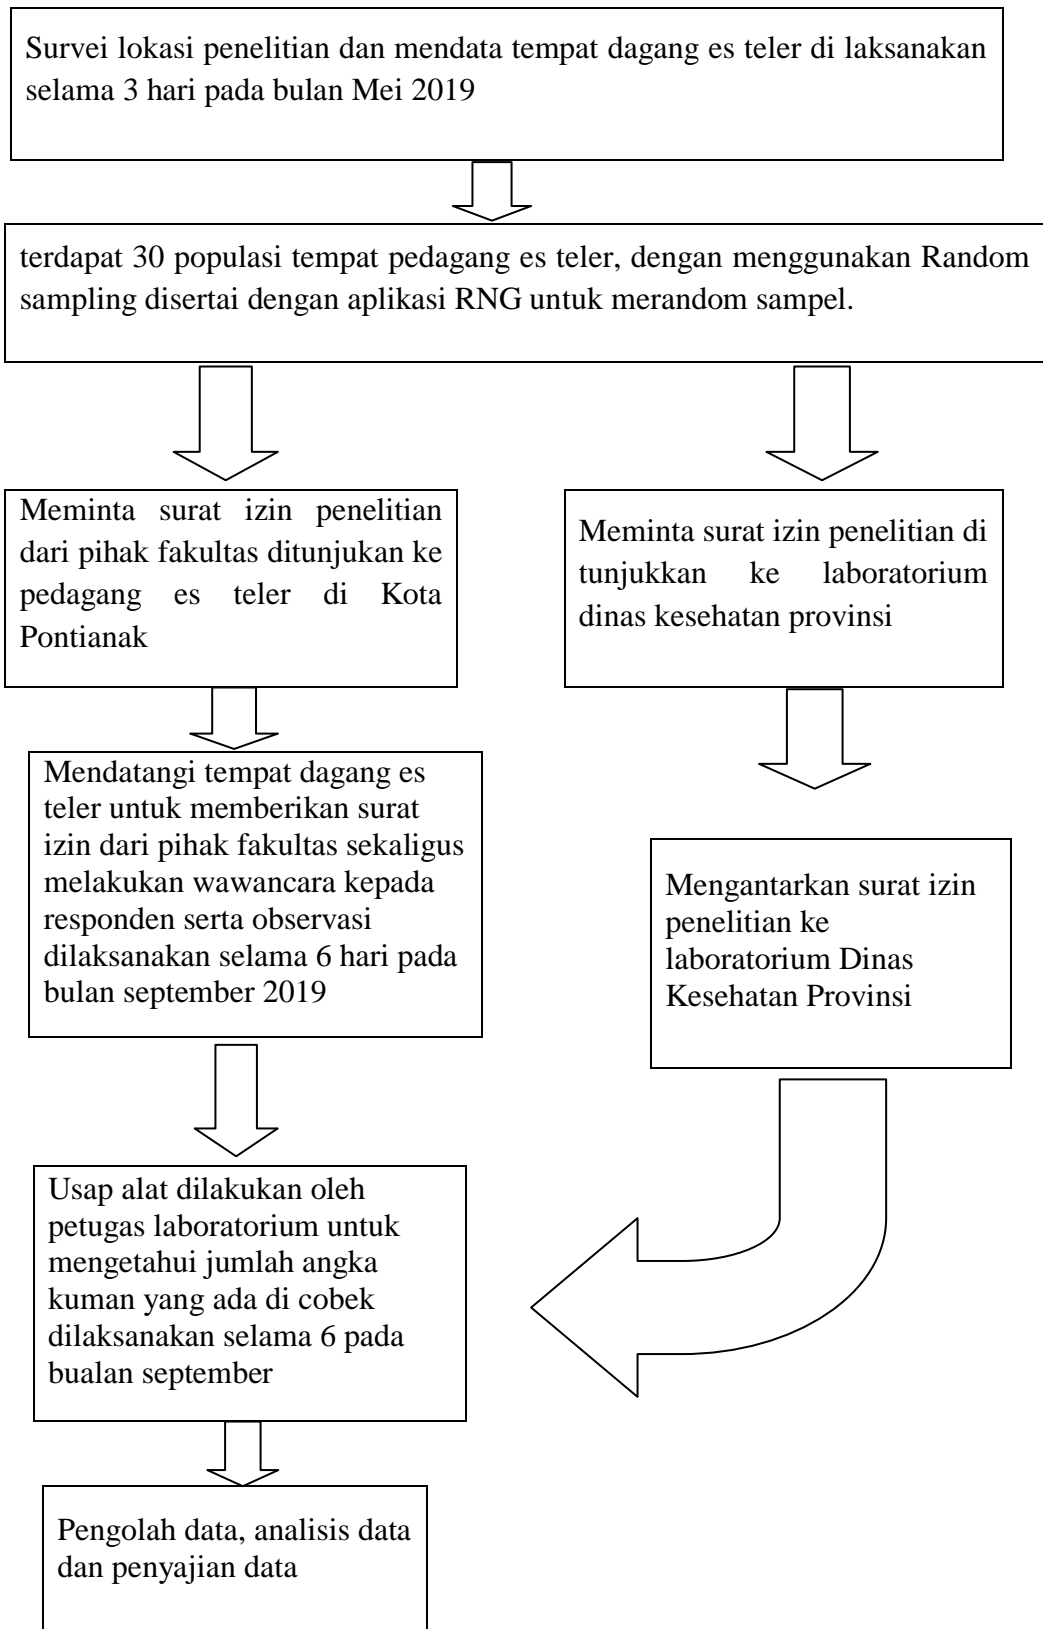 Survei lokasi penelitian dan mendata tempat dagang es teler di laksanakan
selama 3 hari pada bulan Mei 2019
terdapat 30 populasi tempat pedagang es teler, dengan menggunakan Random
sampling disertai dengan aplikasi RNG untuk merandom sampel.
Meminta surat izin penelitian
dari pihak fakultas ditunjukan ke
pedagang es teler di Kota
Pontianak
Meminta surat izin penelitian di
tunjukkan ke laboratorium
dinas kesehatan provinsi
Mendatangi tempat dagang es
teler untuk memberikan surat
izin dari pihak fakultas sekaligus
melakukan wawancara kepada
responden serta observasi
dilaksanakan selama 6 hari pada
bulan september 2019
Mengantarkan surat izin
penelitian ke
laboratorium Dinas
Kesehatan Provinsi
Usap alat dilakukan oleh
petugas laboratorium untuk
mengetahui jumlah angka
kuman yang ada di cobek
dilaksanakan selama 6 pada
bualan september
Pengolah data, analisis data
dan penyajian data